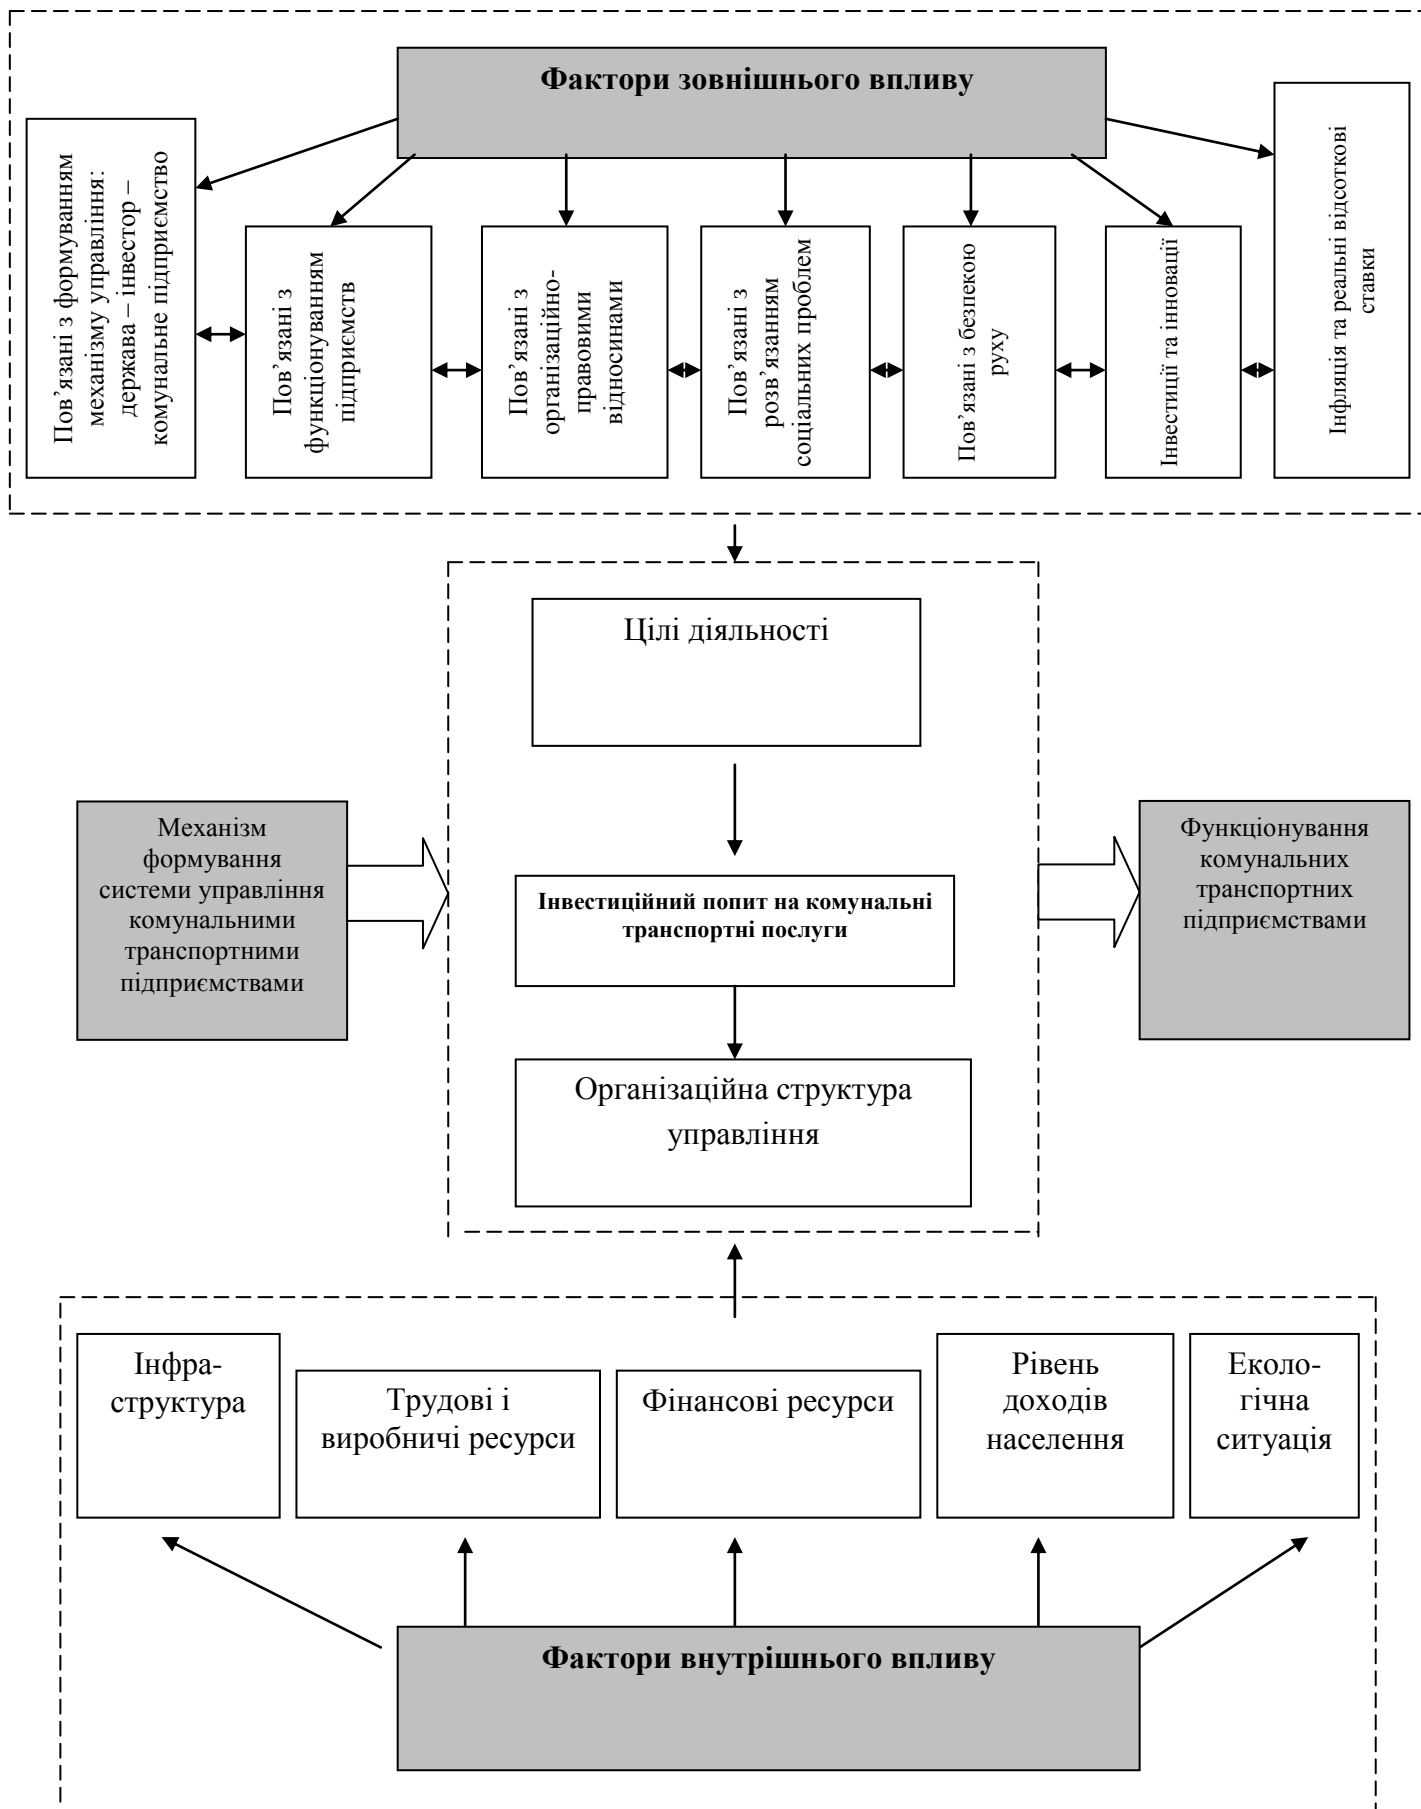 Фактори зовнішнього впливу
Пов’язані з формуванням
механізму управління:
держава – інвестор –
комунальне підприємство
Пов’язані з
функціонуванням
підприємств
Пов’язані з
організаційно-
правовими
відносинами
Пов’язані з
розв’язанням
соціальних проблем
Пов’язані з безпекою
руху
Інвестиції та інновації
Інфляція та реальні відсоткові
ставки
Цілі діяльності
Механізм
формування
системи управління
комунальними
транспортними
підприємствами
Інвестиційний попит на комунальні
транспортні послуги
Функціонування
комунальних
транспортних
підприємствами
Організаційна структура
управління
Інфра-
структура
Трудові і
виробничі ресурси
Фінансові ресурси
Рівень
доходів
населення
Еколо-
гічна
ситуація
Фактори внутрішнього впливу